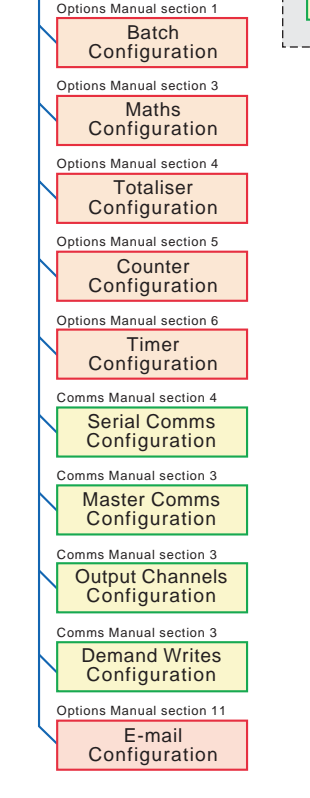 Options Manual section 1
Batch
Configuration
Options Manual section 3
Maths
Configuration
Options Manual section 4
Totaliser
Configuration
Options Manual section 5
Counter
Configuration
Options Manual section 6
Timer
Configuration
Comms Manual section 4
Serial Comms
Configuration
Comms Manual section 3
Master Comms
Configuration
Comms Manual section 3
Output Channels
Configuration
Comms Manual section 3
Demand Writes
Configuration
Options Manual section 11
E-mail
Configuration